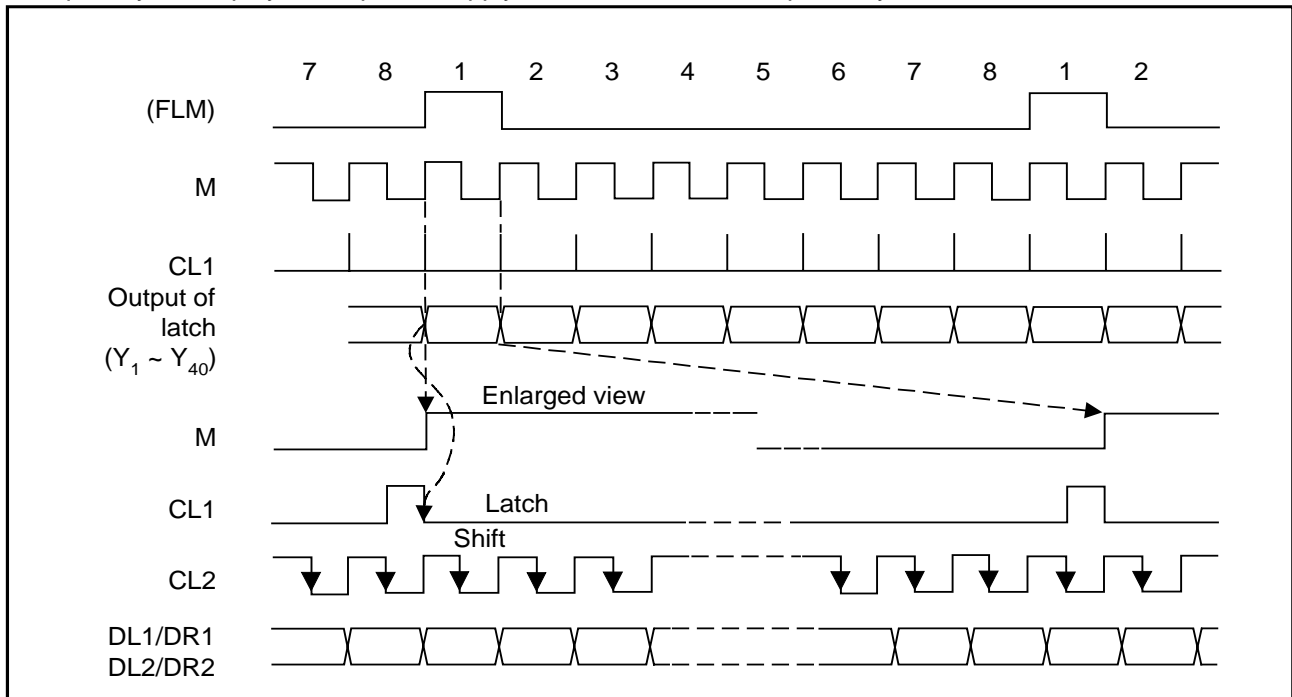 7 8 1 2 3 4 5 6 7 8 1 2
(FLM)
M
CL1
Output of
latch
(Y1 ~ Y40)
Enlarged view
M
CL1
Latch
Shift
CL2
DL1/DR1
DL2/DR2